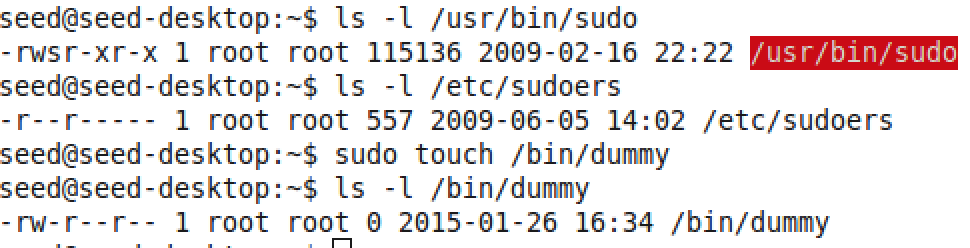 seed@seed-desktop:~$ ls -l /usr/bin/sudo
-rwsr-xr-x 1 root root 115136 2009-02-16 22:22 /usr/bin/sudo
seed@seed-desktop:~$ ls -l /etc/sudoers
-r--r----- 1 root root 557 2009-06-05 14:02 /etc/sudoers
seed@seed-desktop:~$ sudo touch /bin/dummy
seed@seed-desktop:~$ ls -l /bin/dummy
-rw-r--r-- 1 root root 0 2015-01-26 16:34 /bin/dummy